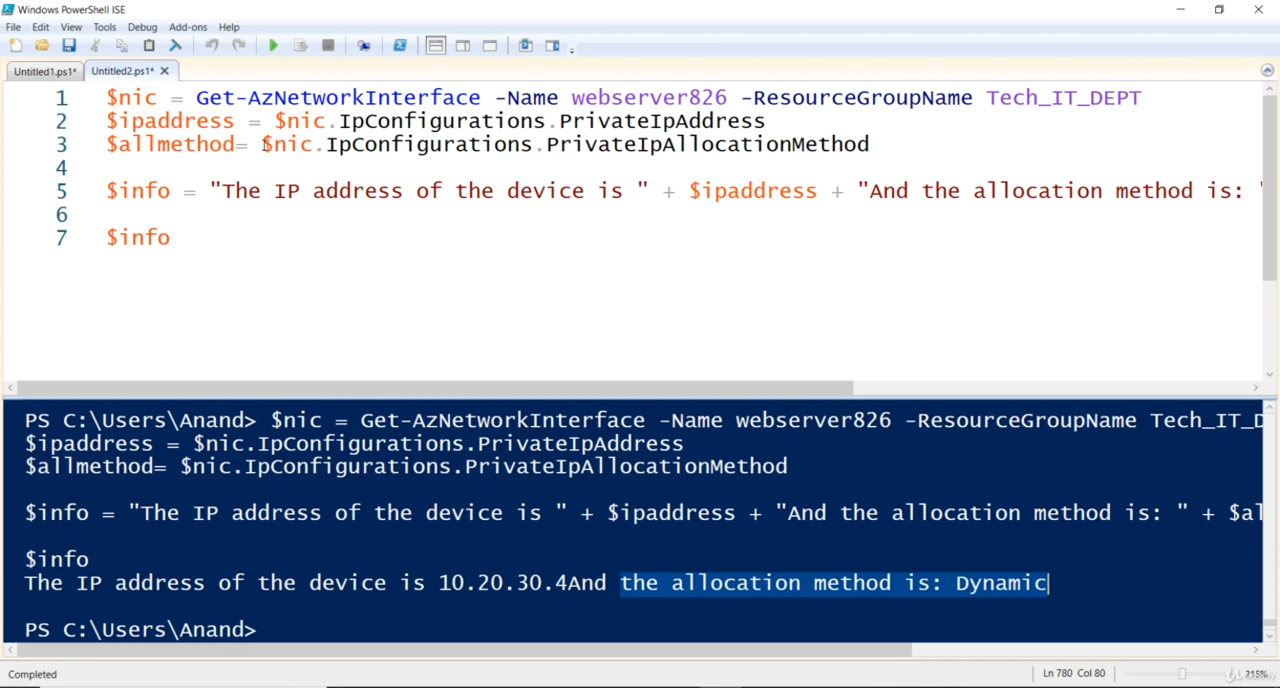 Windows PowerShell ISE
File Edit View Tools Debug Add-ons Help
Untitled1.ps1* Untitled2.ps1*
1 $nic = Get-AzNetworkInterface -Name webserver826 -ResourceGroupName Tech_IT_DEPT
2 $ipaddress = $nic.IpConfigurations.PrivateIpAddress
3 $allmethod= $nic.IpConfigurations.PrivateIpAllocationMethod
4
5 $info = "The IP address of the device is " + $ipaddress + "And the allocation method is: "
6
7 $info
PS C:\Users\Anand> $nic = Get-AzNetworkInterface -Name webserver826 -ResourceGroupName Tech_IT_D
$ipaddress = $nic.IpConfigurations.PrivateIpAddress
$allmethod= $nic.IpConfigurations.PrivateIpAllocationMethod
$info = "The IP address of the device is " + $ipaddress + "And the allocation method is: " + $al
$info
The IP address of the device is 10.20.30.4And the allocation method is: Dynamic
PS C:\Users\Anand>
Completed Ln 780 Col 80 215%